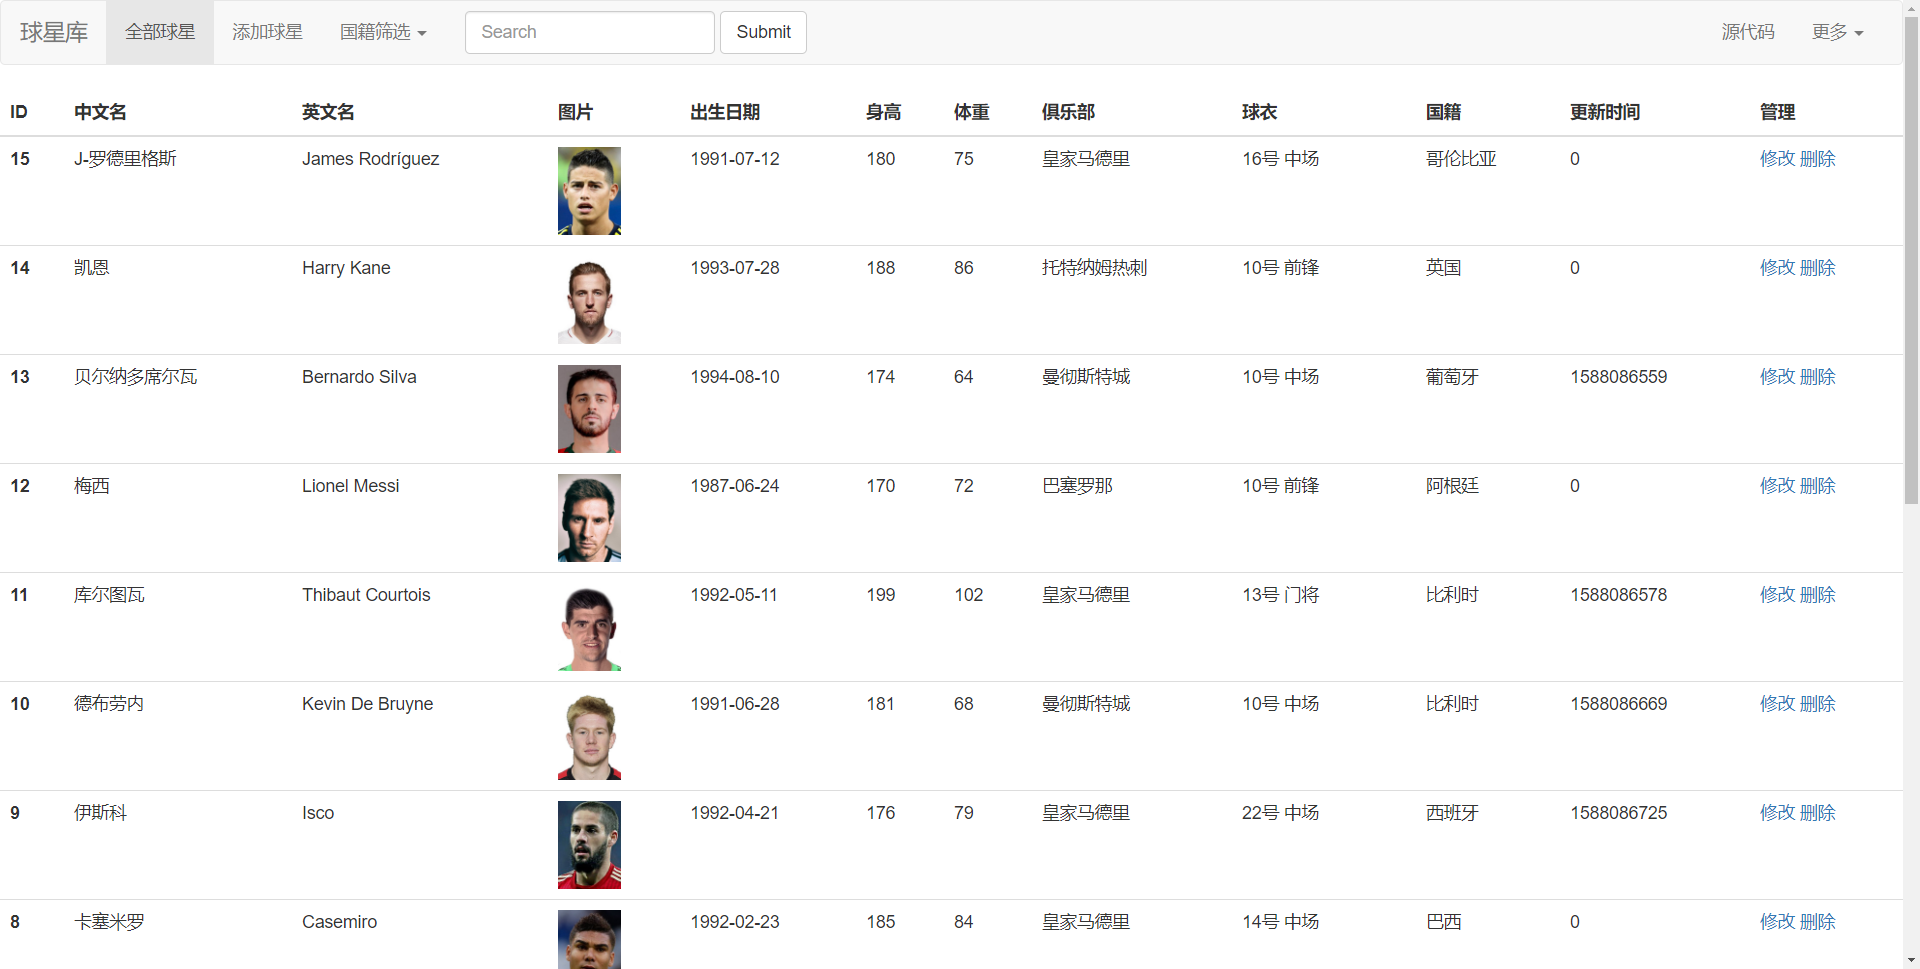 球星库 全部球星 添加球星 国籍筛选 Search Submit 源代码 更多
ID 中文名 英文名 图片 出生日期 身高 体重 俱乐部 球衣 国籍 更新时间 管理
15 J-罗德里格斯 James Rodríguez 1991-07-12 180 75 皇家马德里 16号 中场 哥伦比亚 0 修改 删除
14 凯恩 Harry Kane 1993-07-28 188 86 托特纳姆热刺 10号 前锋 英国 0 修改 删除
13 贝尔纳多席尔瓦 Bernardo Silva 1994-08-10 174 64 曼彻斯特城 10号 中场 葡萄牙 1588086559 修改 删除
12 梅西 Lionel Messi 1987-06-24 170 72 巴塞罗那 10号 前锋 阿根廷 0 修改 删除
11 库尔图瓦 Thibaut Courtois 1992-05-11 199 102 皇家马德里 13号 门将 比利时 1588086578 修改 删除
10 德布劳内 Kevin De Bruyne 1991-06-28 181 68 曼彻斯特城 10号 中场 比利时 1588086669 修改 删除
9 伊斯科 Isco 1992-04-21 176 79 皇家马德里 22号 中场 西班牙 1588086725 修改 删除
8 卡塞米罗 Casemiro 1992-02-23 185 84 皇家马德里 14号 中场 巴西 0 修改 删除